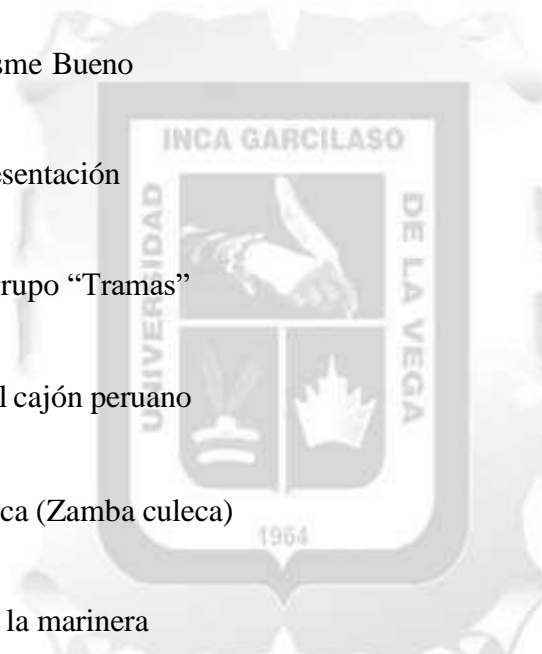 sme Bueno
INCA GARCILASO
esentación
UNIVERSIDAD
DE LA VEGA
rupo “Tramas”
l cajón peruano
ca (Zamba culeca)
1964
la marinera